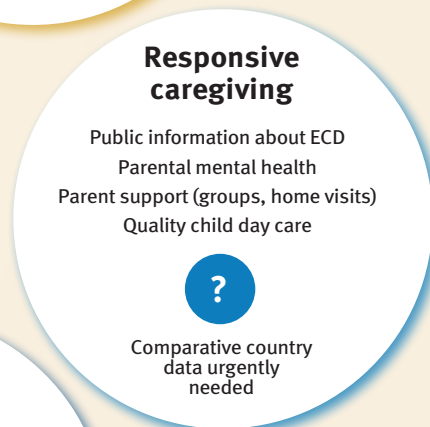 Responsive
caregiving
Public information about ECD
Parental mental health
Parent support (groups, home visits)
Quality child day care
?
Comparative country
data urgently
needed